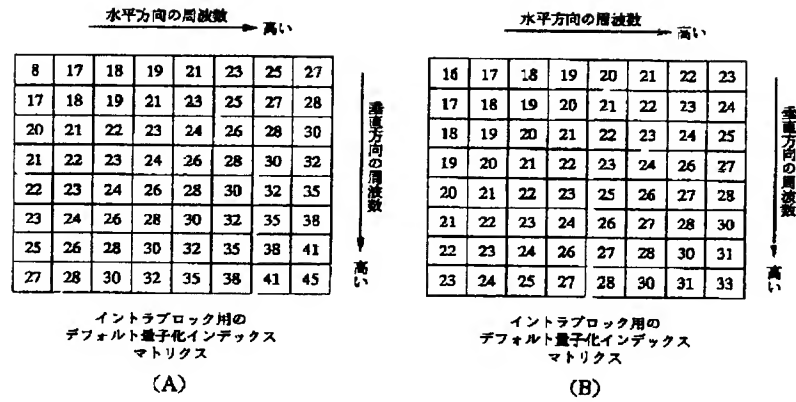 水平方向の周波数
高い
8 17 18 19 21 23 25 27
17 18 19 21 23 25 27 28
20 21 22 23 24 26 28 30
21 22 23 24 26 28 30 32
22 23 24 26 28 30 32 35
23 24 26 28 30 32 35 38
25 26 28 30 32 35 38 41
27 28 30 32 35 38 41 45
垂直方向の周波数
高い
イントラブロック用の
デフォルト量子化インデックス
マトリクス
(A)
水平方向の周波数
高い
16 17 18 19 20 21 22 23
17 18 19 20 21 22 23 24
18 19 20 21 22 23 24 25
19 20 21 22 23 24 26 27
20 21 22 23 25 26 27 28
21 22 23 24 26 27 28 30
22 23 24 26 27 28 30 31
23 24 25 27 28 30 31 33
垂直方向の周波数
高い
イントラブロック用の
デフォルト量子化インデックス
マトリクス
(B)